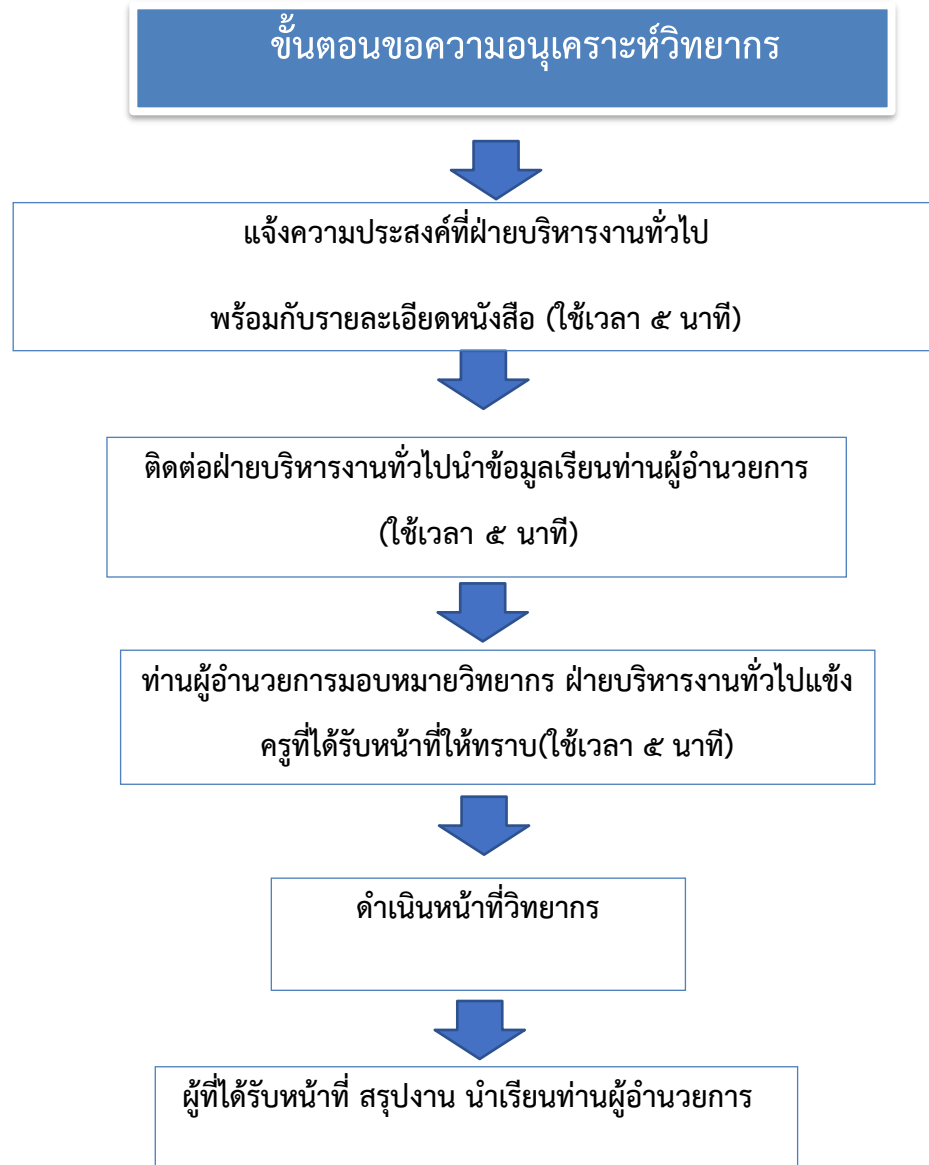 ขั้นตอนขอความอนุเคราะห์วิทยากร
แจ้งความประสงค์ที่ฝ่ายบริหารงานทั่วไป
พร้อมกับรายละเอียดหนังสือ (ใช้เวลา ๕ นาที)
ติดต่อฝ่ายบริหารงานทั่วไปนำข้อมูลเรียนท่านผู้อำนวยการ
(ใช้เวลา ๕ นาที)
ท่านผู้อำนวยการมอบหมายวิทยากร ฝ่ายบริหารงานทั่วไปแข้ง
ครูที่ได้รับหน้าที่ให้ทราบ(ใช้เวลา ๕ นาที)
ดำเนินหน้าที่วิทยากร
ผู้ที่ได้รับหน้าที่ สรุปงาน นำเรียนท่านผู้อำนวยการ